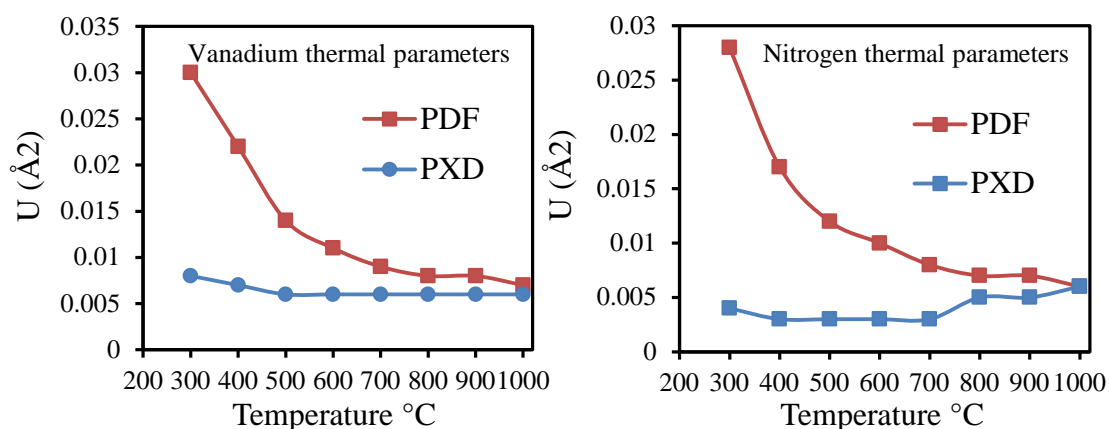 Vanadium thermal parameters
0.035
0.03
0.025
0.02
0.015
0.01
0.005
0
U (Å2)
PDF
PXD
200 300 400 500 600 700 800 900 1000
Temperature °C
Nitrogen thermal parameters
0.03
0.025
0.02
0.015
0.01
0.005
0
U (Å2)
PDF
PXD
200 300 400 500 600 700 800 900 1000
Temperature °C